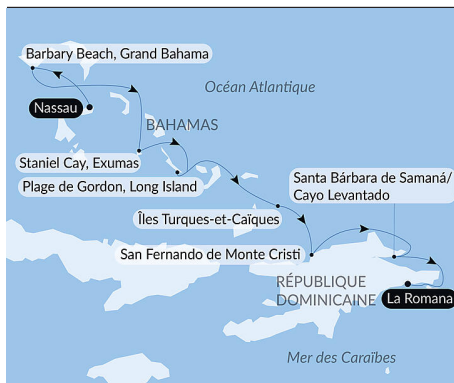 Barbary Beach, Grand Bahama
Océan Atlantique
Nassau
BAHAMAS
Staniel Cay, Exumas
Plage de Gordon, Long Island
Santa Bárbara de Samaná/
Cayo Levantado
Îles Turques-et-Caïques
San Fernando de Monte Cristi
RÉPUBLIQUE
DOMINICAINE
La Romana
Mer des Caraïbes